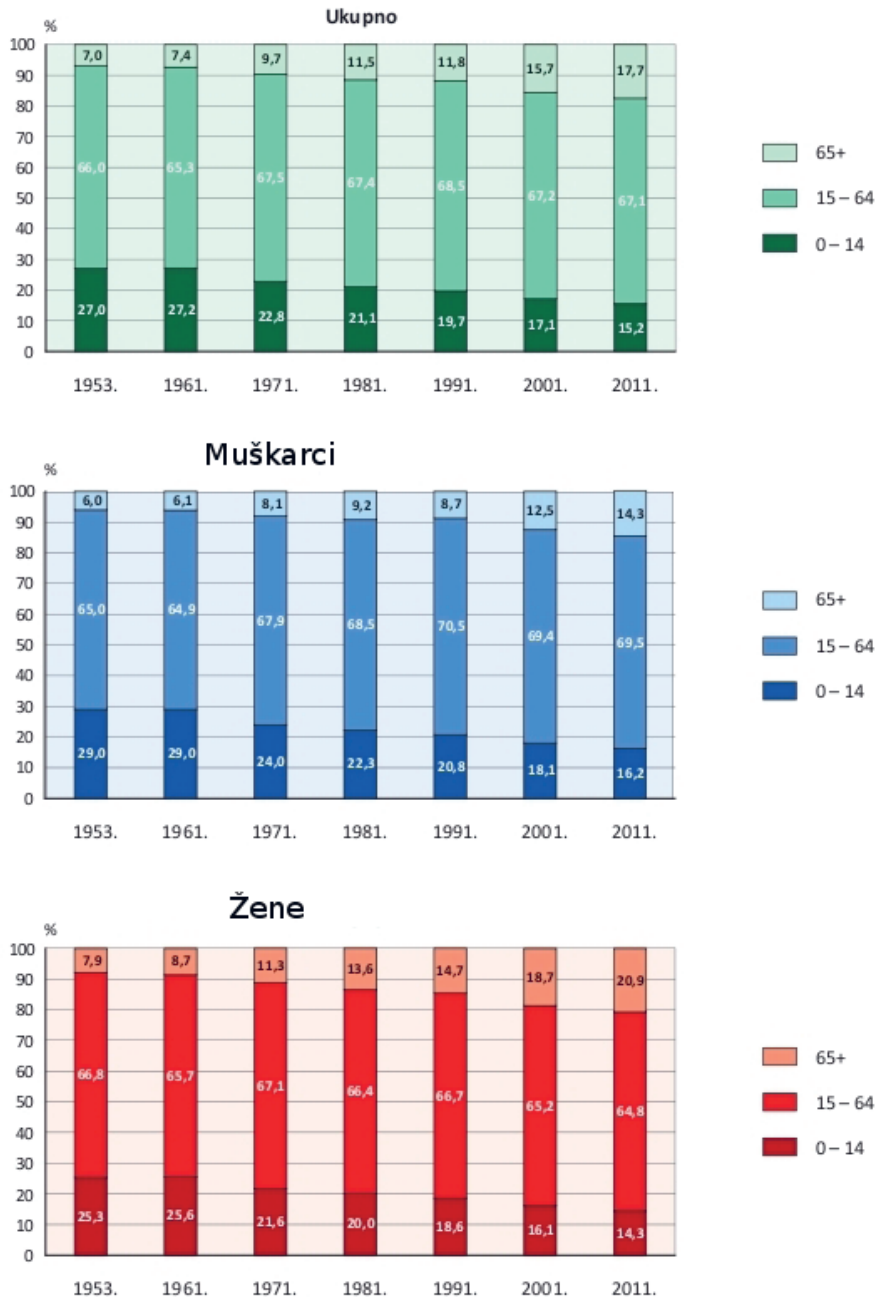 Ukupno
%
100
90
80
70
60
50
40
30
20
10
0
7,0 7,4 9,7 11,5 11,8 15,7 17,7
66,0 65,3 67,5 67,4 68,5 67,2 67,1
27,0 27,2 22,8 21,1 19,7 17,1 15,2
1953. 1961. 1971. 1981. 1991. 2001. 2011.
65+
15 – 64
0 – 14
Muškarci
%
100
90
80
70
60
50
40
30
20
10
0
6,0 6,1 8,1 9,2 8,7 12,5 14,3
65,0 64,9 67,9 68,5 70,5 69,4 69,5
29,0 29,0 24,0 22,3 20,8 18,1 16,2
1953. 1961. 1971. 1981. 1991. 2001. 2011.
65+
15 – 64
0 – 14
Žene
%
100
90
80
70
60
50
40
30
20
10
0
7,9 8,7 11,3 13,6 14,7 18,7 20,9
66,8 65,7 67,1 66,4 66,7 65,2 64,8
25,3 25,6 21,6 20,0 18,6 16,1 14,3
1953. 1961. 1971. 1981. 1991. 2001. 2011.
65+
15 – 64
0 – 14